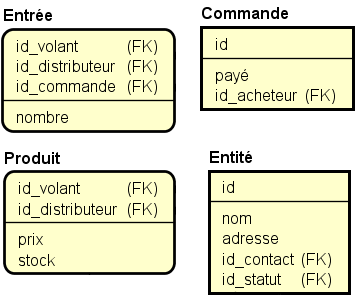 Entrée
id_volant (FK)
id_distributeur (FK)
id_commande (FK)
nombre
Commande
id
payé
id_acheteur (FK)
Produit
id_volant (FK)
id_distributeur (FK)
prix
stock
Entité
id
nom
adresse
id_contact (FK)
id_statut (FK)